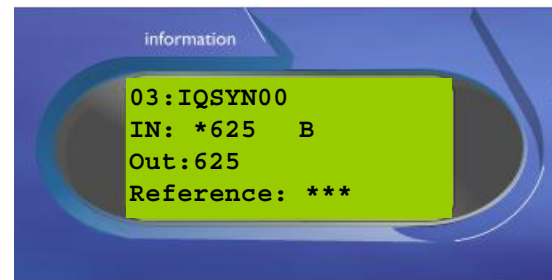 information
03:IQSYN00
IN: *625 B
Out:625
Reference: ***